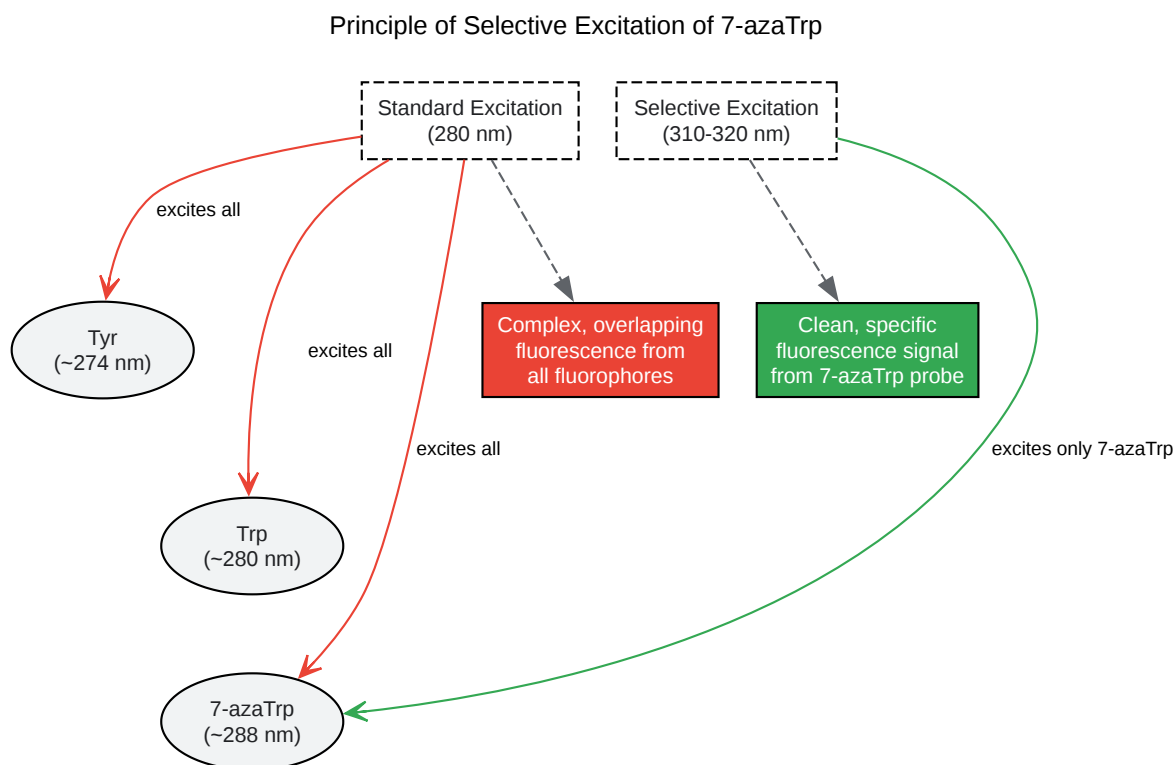 Principle of Selective Excitation of 7-azaTrp
Standard Excitation
(280 nm)
Selective Excitation
(310-320 nm)
excites all
Tyr
(~274 nm)
Complex, overlapping
fluorescence from
all fluorophores
Clean, specific
fluorescence signal
from 7-azaTrp probe
excites all
excites all
excites only 7-azaTrp
Trp
(~280 nm)
7-azaTrp
(~288 nm)